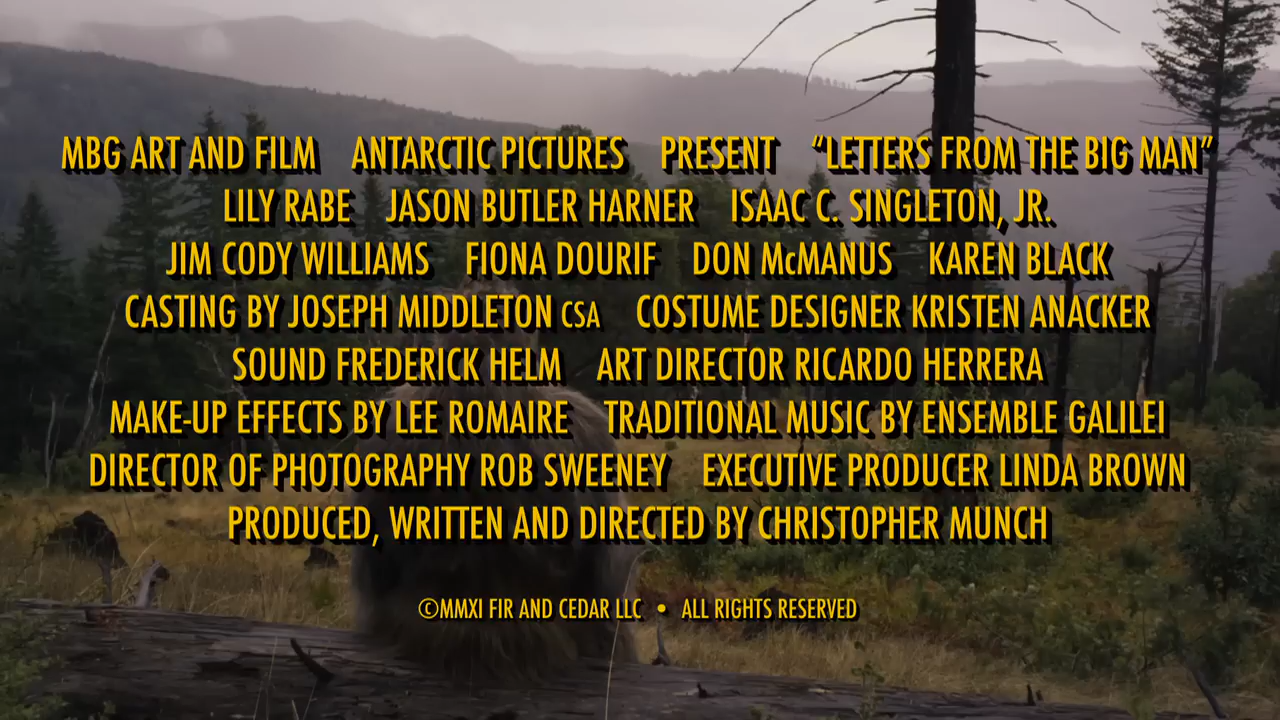 MBG ART AND FILM ANTARCTIC PICTURES PRESENT “LETTERS FROM THE BIG MAN”
LILY RABE JASON BUTLER HARNER ISAAC C. SINGLETON, JR.
JIM CODY WILLIAMS FIONA DOURIF DON McMANUS KAREN BLACK
CASTING BY JOSEPH MIDDLETON CSA COSTUME DESIGNER KRISTEN ANACKER
SOUND FREDERICK HELM ART DIRECTOR RICARDO HERRERA
MAKE-UP EFFECTS BY LEE ROMAIRE TRADITIONAL MUSIC BY ENSEMBLE GALILEI
DIRECTOR OF PHOTOGRAPHY ROB SWEENEY EXECUTIVE PRODUCER LINDA BROWN
PRODUCED, WRITTEN AND DIRECTED BY CHRISTOPHER MUNCH
©MMXI FIR AND CEDAR LLC • ALL RIGHTS RESERVED